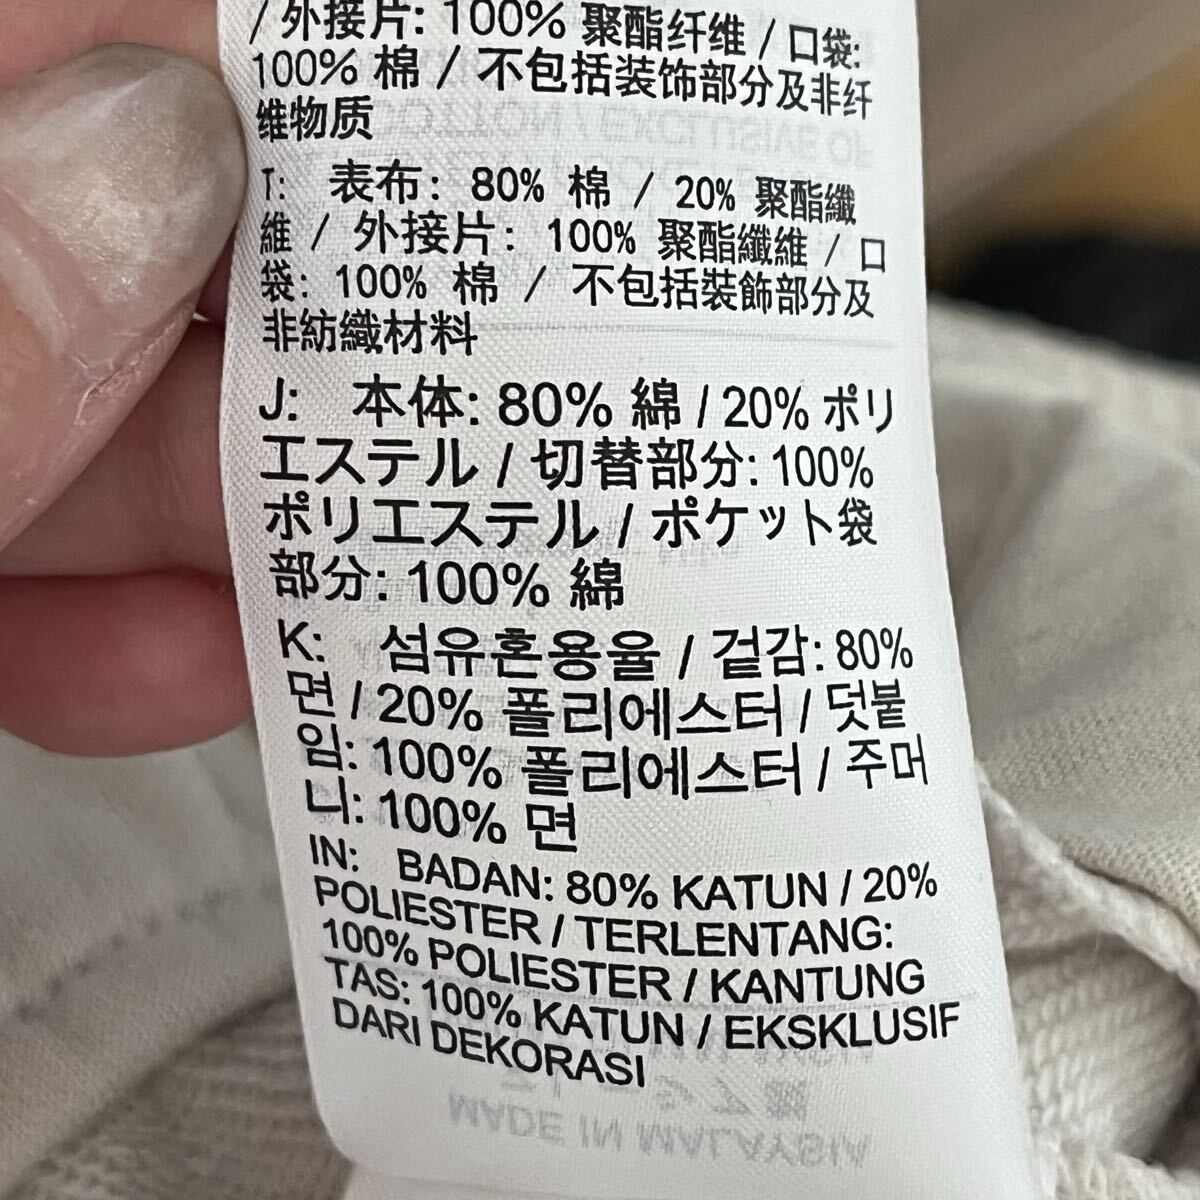 / 外接片: 100% 聚酯纤维 / 口袋:
100% 棉 / 不包括装饰部分及非纤
维物质
T: 表布: 80% 棉 / 20% 聚酯纖
維 / 外接片: 100% 聚酯纖維 / 口
袋: 100% 棉 / 不包括裝飾部分及
非紡織材料
J: 本体: 80% 綿 / 20% ポリ
エステル / 切替部分: 100%
ポリエステル / ポケット袋
部分: 100% 綿
K: 섬유혼용율 / 겉감: 80%
면 / 20% 폴리에스터 / 덧붙
임: 100% 폴리에스터 / 주머
니: 100% 면
IN: BADAN: 80% KATUN / 20%
POLIESTER / TERLENTANG:
100% POLIESTER / KANTUNG
TAS: 100% KATUN / EKSKLUSIF
DARI DEKORASI
MADE IN MALAYSIA